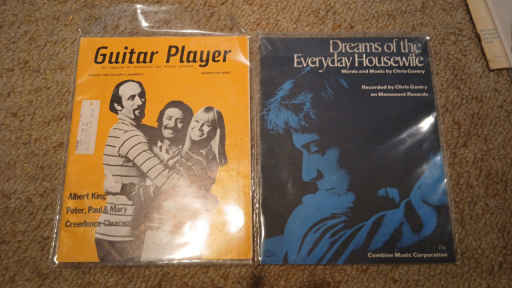 Guitar Player
Albert King
Peter, Paul & Mary
Creedence Clearwater
Dreams of the
Everyday Housewife
Words and Music by Chris Gantry
Recorded by Chris Gantry
on Monument Records
Combine Music Corporation